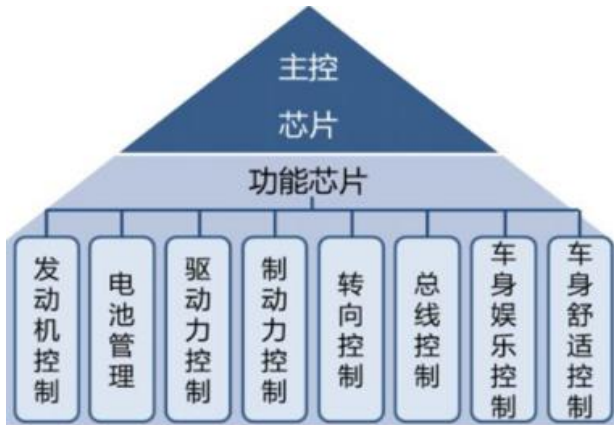 主控
芯片
功能芯片
发动机控制
电池管理
驱动力控制
制动力控制
转向控制
总线控制
车身娱乐控制
车身舒适控制